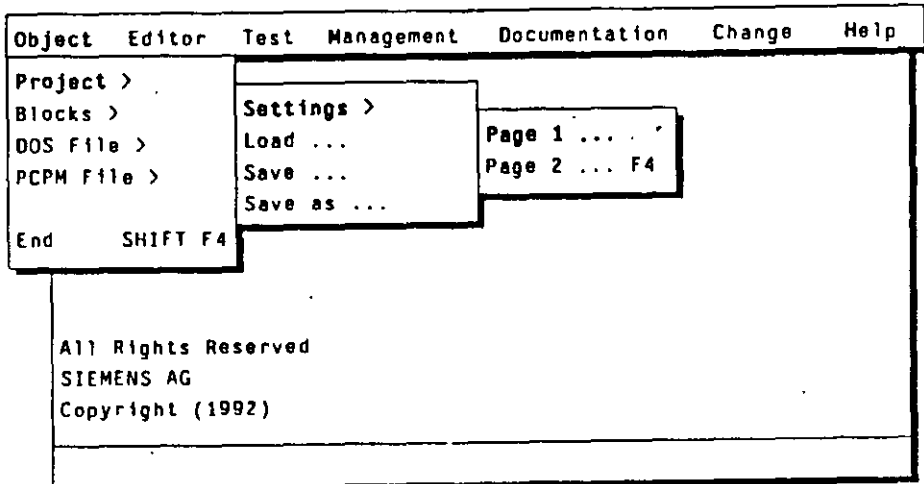 Object Editor Test Management Documentation Change Help
Project >
Blocks >
DOS File >
PCPM File >
End SHIFT F4
Settings >
Load ...
Save ...
Save as ...
Page 1 ...
Page 2 ... F4
All Rights Reserved
SIEMENS AG
Copyright (1992)